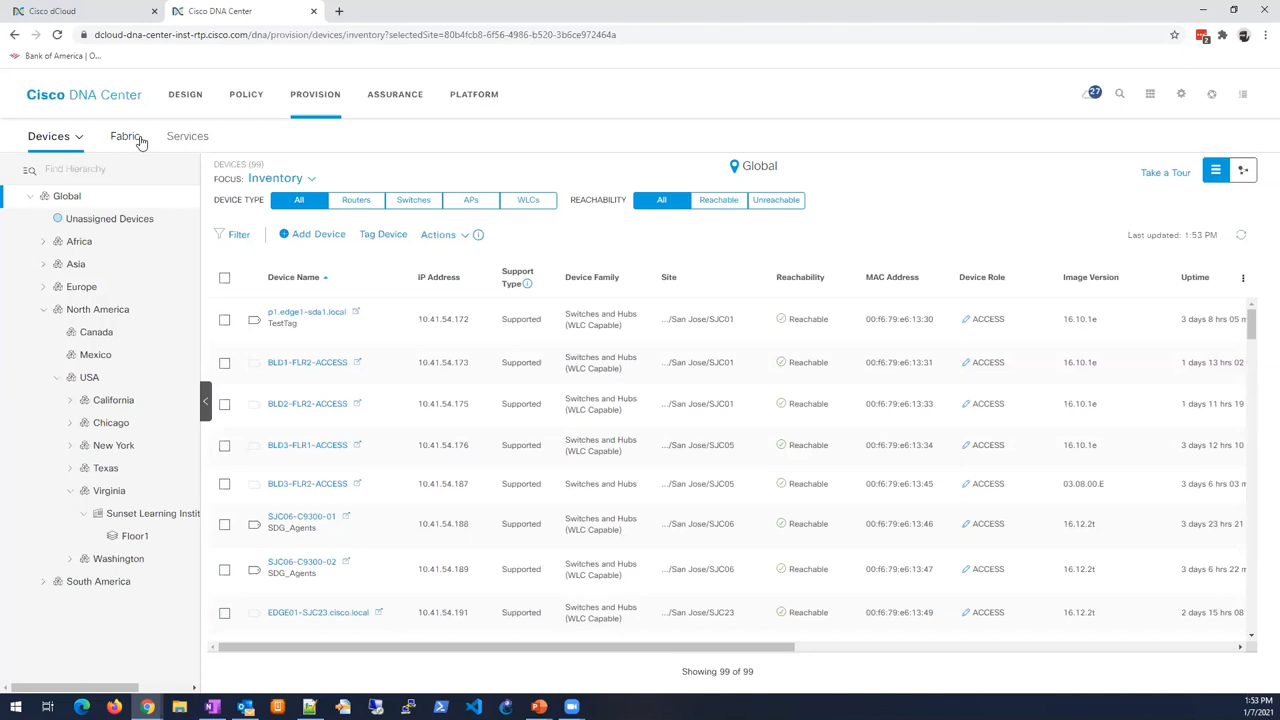 Cisco dCloud
Cisco DNA Center
dcloud-dna-center-inst-rtp.cisco.com/dna/provision/devices/inventory?selectedSite=80b4fcb8-6f56-4986-b520-3b6ce972464a
2
Bank of America | O...
Cisco DNA Center
DESIGN
POLICY
PROVISION
ASSURANCE
PLATFORM
27
Devices
Fabric
Services
Find Hierarchy
Global
Unassigned Devices
Africa
Asia
Europe
North America
Canada
Mexico
USA
California
Chicago
New York
Texas
Virginia
Sunset Learning Instit
Floor1
Washington
South America
DEVICES (99)
FOCUS: Inventory
Global
Take a Tour
DEVICE TYPE All Routers Switches APs WLCs REACHABILITY All Reachable Unreachable
Filter Add Device Tag Device Actions
Last updated: 1:53 PM
Device Name IP Address Support Type Device Family Site Reachability MAC Address Device Role Image Version Uptime
p1.edge1-sda1.local TestTag 10.41.54.172 Supported Switches and Hubs (WLC Capable) .../San Jose/SJC01 Reachable 00:f6:79:e6:13:30 ACCESS 16.10.1e 3 days 8 hrs 05 m
BLD1-FLR2-ACCESS 10.41.54.173 Supported Switches and Hubs (WLC Capable) .../San Jose/SJC01 Reachable 00:f6:79:e6:13:31 ACCESS 16.10.1e 1 days 13 hrs 02
BLD2-FLR2-ACCESS 10.41.54.175 Supported Switches and Hubs (WLC Capable) .../San Jose/SJC01 Reachable 00:f6:79:e6:13:33 ACCESS 16.10.1e 1 days 11 hrs 19
BLD3-FLR1-ACCESS 10.41.54.176 Supported Switches and Hubs (WLC Capable) .../San Jose/SJC05 Reachable 00:f6:79:e6:13:34 ACCESS 16.10.1e 3 days 12 hrs 10
BLD3-FLR2-ACCESS 10.41.54.187 Supported Switches and Hubs .../San Jose/SJC05 Reachable 00:f6:79:e6:13:45 ACCESS 03.08.00.E 3 days 6 hrs 03 m
SJC06-C9300-01 SDG_Agents 10.41.54.188 Supported Switches and Hubs (WLC Capable) .../San Jose/SJC06 Reachable 00:f6:79:e6:13:46 ACCESS 16.12.2t 3 days 23 hrs 21
SJC06-C9300-02 SDG_Agents 10.41.54.189 Supported Switches and Hubs (WLC Capable) .../San Jose/SJC06 Reachable 00:f6:79:e6:13:47 ACCESS 16.12.2t 3 days 6 hrs 22 m
EDGE01-SJC23.cisco.local 10.41.54.191 Supported Switches and Hubs (WLC Capable) .../San Jose/SJC23 Reachable 00:f6:79:e6:13:49 ACCESS 16.12.2t 2 days 15 hrs 08
Showing 99 of 99
1:53 PM
1/7/2021